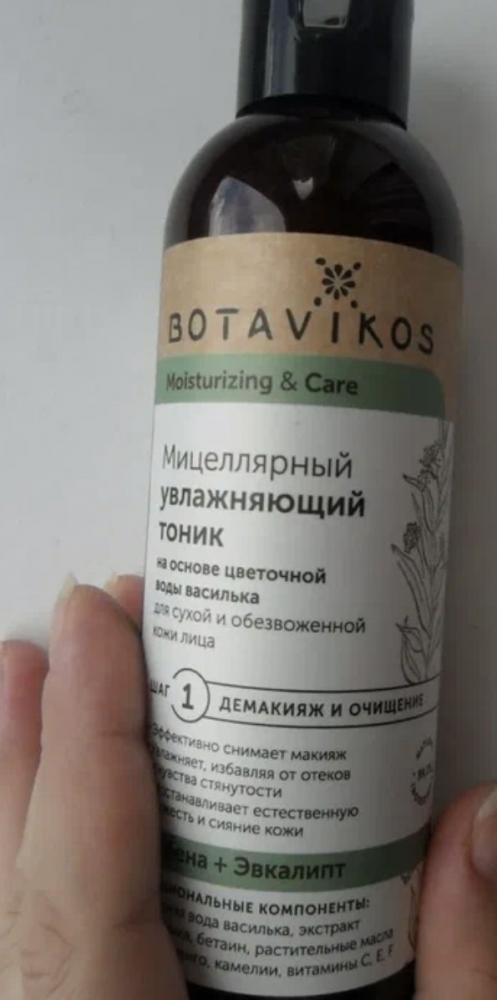 BOTAVIKOS
Moisturizing & Care
Мицеллярный
увлажняющий
тоник
на основе цветочной
воды василька
для сухой и обезвоженной
кожи лица
ШАГ 1 ДЕМАКИЯЖ И ОЧИЩЕНИЕ
Эффективно снимает макияж
избавляя от отеков
чувства стянутости
естественную
и сияние кожи
+ Эвкалипт
КОМПОНЕНТЫ:
вода василька, экстракт
бетаин, растительные масла
камелии, витамины C, E, F